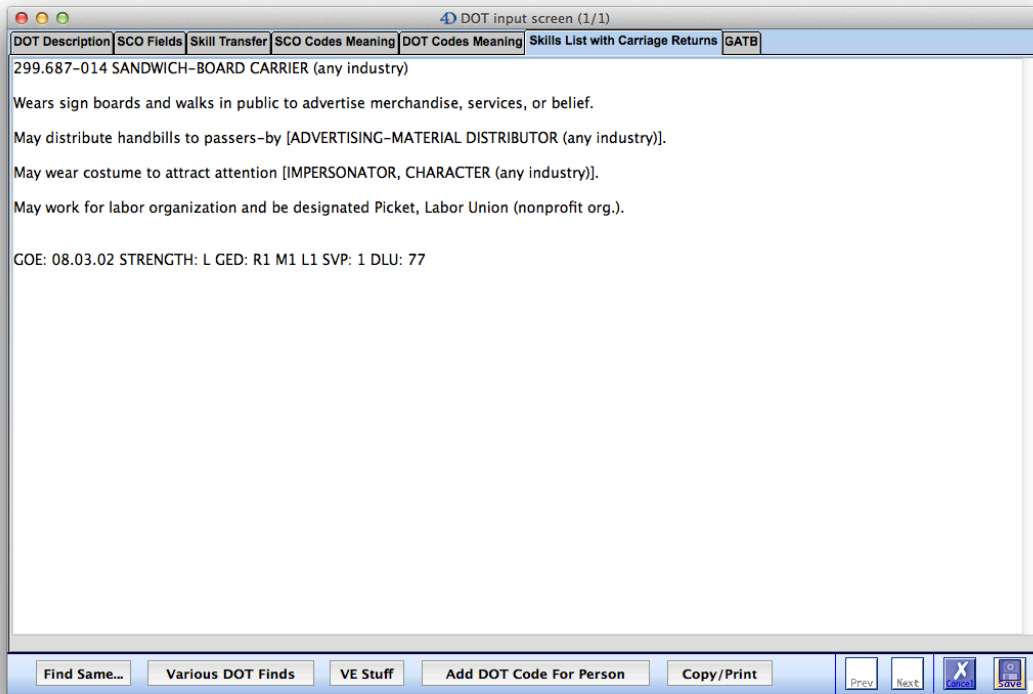 DOT input screen (1/1)
DOT Description SCO Fields Skill Transfer SCO Codes Meaning DOT Codes Meaning Skills List with Carriage Returns GATB
299.687-014 SANDWICH-BOARD CARRIER (any industry)
Wears sign boards and walks in public to advertise merchandise, services, or belief.
May distribute handbills to passers-by [ADVERTISING-MATERIAL DISTRIBUTOR (any industry)].
May wear costume to attract attention [IMPERSONATOR, CHARACTER (any industry)].
May work for labor organization and be designated Picket, Labor Union (nonprofit org.).
GOE: 08.03.02 STRENGTH: L GED: R1 M1 L1 SVP: 1 DLU: 77
Find Same... Various DOT Finds VE Stuff Add DOT Code For Person Copy/Print Prev Next Cancel Save